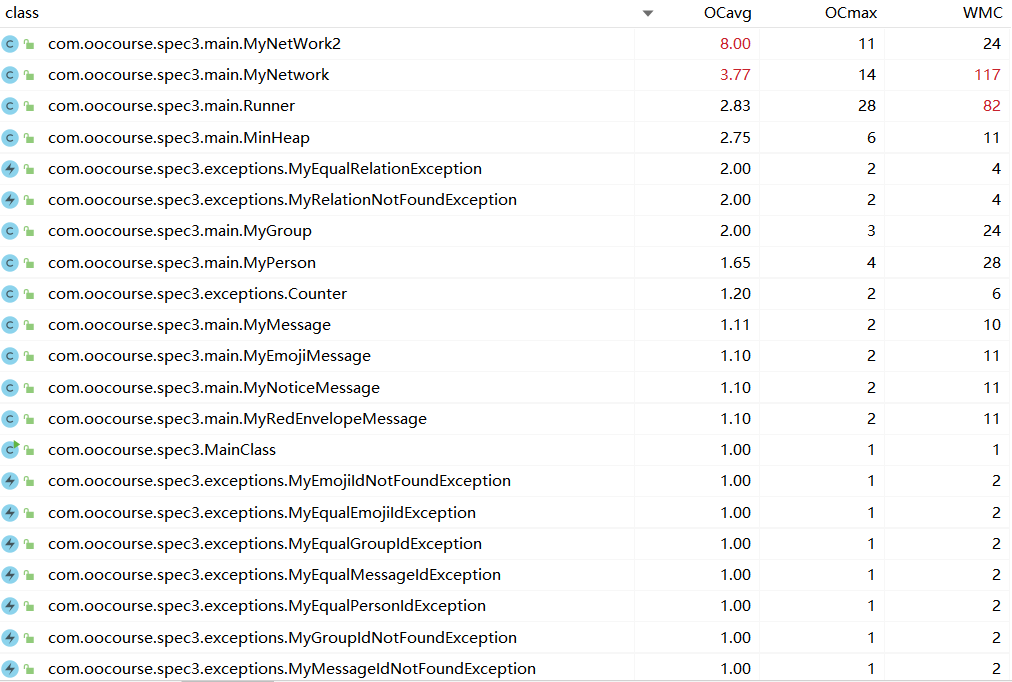 class OCavg OCmax WMC
com.oocourse.spec3.main.MyNetWork2 8.00 11 24
com.oocourse.spec3.main.MyNetwork 3.77 14 117
com.oocourse.spec3.main.Runner 2.83 28 82
com.oocourse.spec3.main.MinHeap 2.75 6 11
com.oocourse.spec3.exceptions.MyEqualRelationException 2.00 2 4
com.oocourse.spec3.exceptions.MyRelationNotFoundException 2.00 2 4
com.oocourse.spec3.main.MyGroup 2.00 3 24
com.oocourse.spec3.main.MyPerson 1.65 4 28
com.oocourse.spec3.exceptions.Counter 1.20 2 6
com.oocourse.spec3.main.MyMessage 1.11 2 10
com.oocourse.spec3.main.MyEmojiMessage 1.10 2 11
com.oocourse.spec3.main.MyNoticeMessage 1.10 2 11
com.oocourse.spec3.main.MyRedEnvelopeMessage 1.10 2 11
com.oocourse.spec3.MainClass 1.00 1 1
com.oocourse.spec3.exceptions.MyEmojiIdNotFoundException 1.00 1 2
com.oocourse.spec3.exceptions.MyEqualEmojiIdException 1.00 1 2
com.oocourse.spec3.exceptions.MyEqualGroupIdException 1.00 1 2
com.oocourse.spec3.exceptions.MyEqualMessageIdException 1.00 1 2
com.oocourse.spec3.exceptions.MyEqualPersonIdException 1.00 1 2
com.oocourse.spec3.exceptions.MyGroupIdNotFoundException 1.00 1 2
com.oocourse.spec3.exceptions.MyMessageIdNotFoundException 1.00 1 2